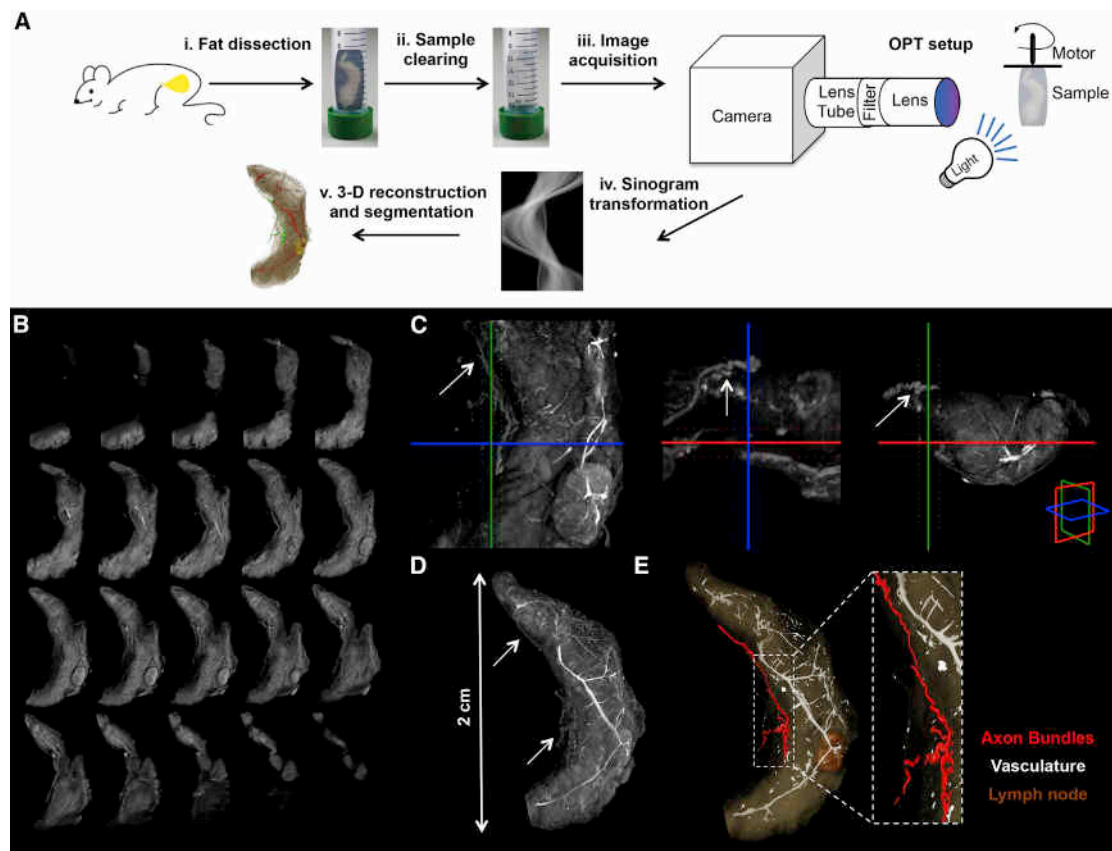 A
i. Fat dissection
ii. Sample
clearing
iii. Image
acquisition
OPT setup
Motor
Sample
Camera
Lens
Tube
Filter
Lens
Light
iv. Sinogram
transformation
v. 3-D reconstruction
and segmentation
B
C
D
E
2 cm
Axon Bundles
Vasculature
Lymph node